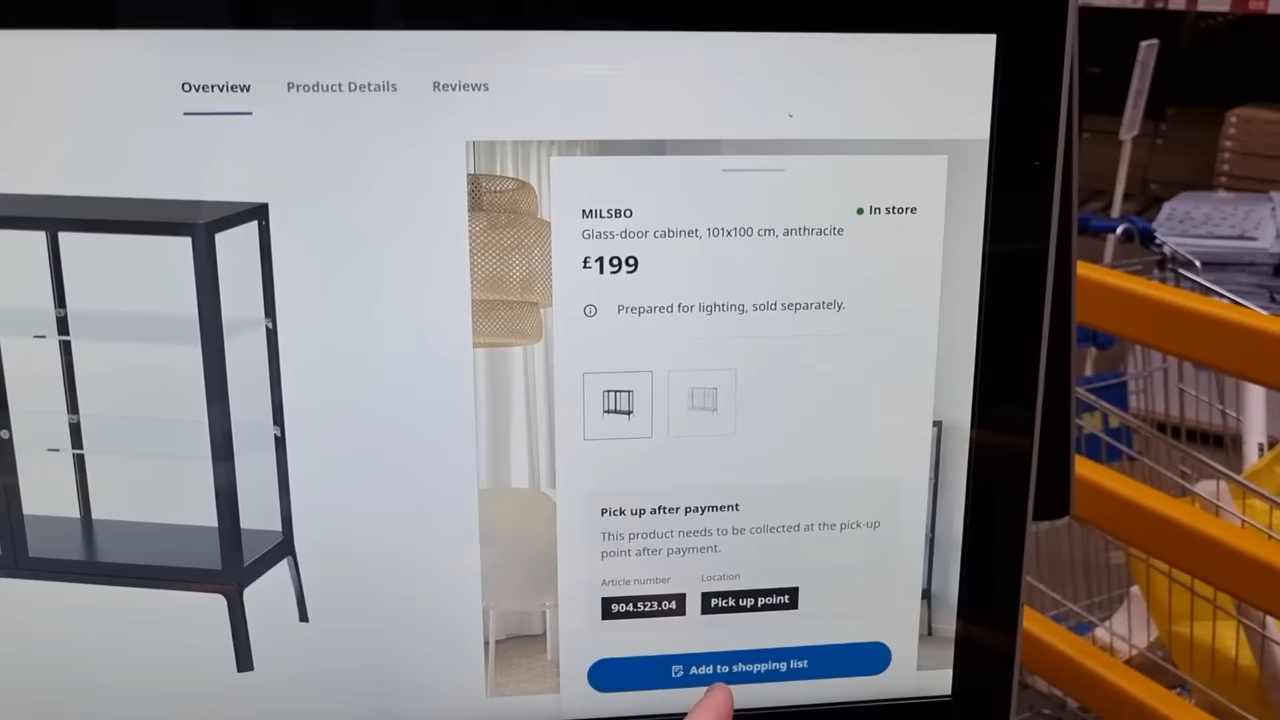 Overview Product Details Reviews
MILSBO
In store
Glass-door cabinet, 101x100 cm, anthracite
£199
Prepared for lighting, sold separately.
Pick up after payment
This product needs to be collected at the pick-up
point after payment.
Article number Location
904.523.04 Pick up point
Add to shopping list